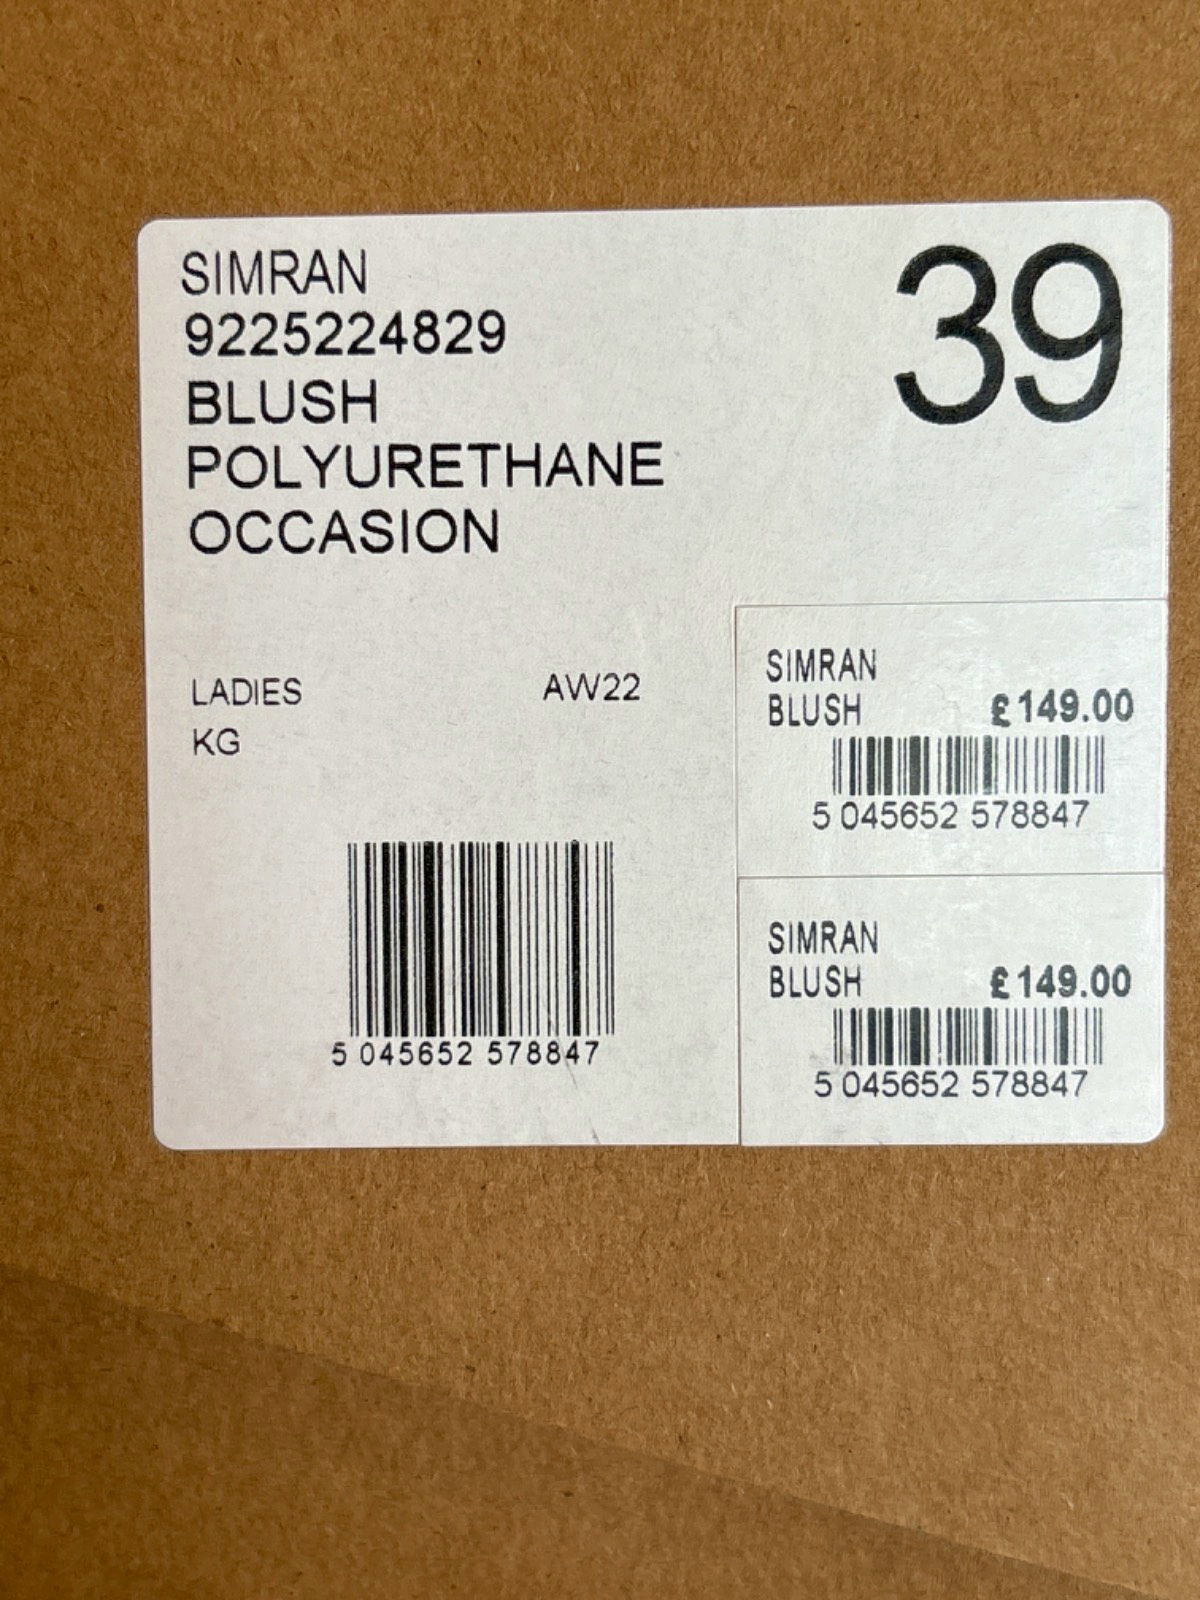 SIMRAN
9225224829
BLUSH
POLYURETHANE
OCCASION
39
LADIES AW22
KG
5 045652 578847
SIMRAN
BLUSH £149.00
5 045652 578847
SIMRAN
BLUSH £149.00
5 045652 578847